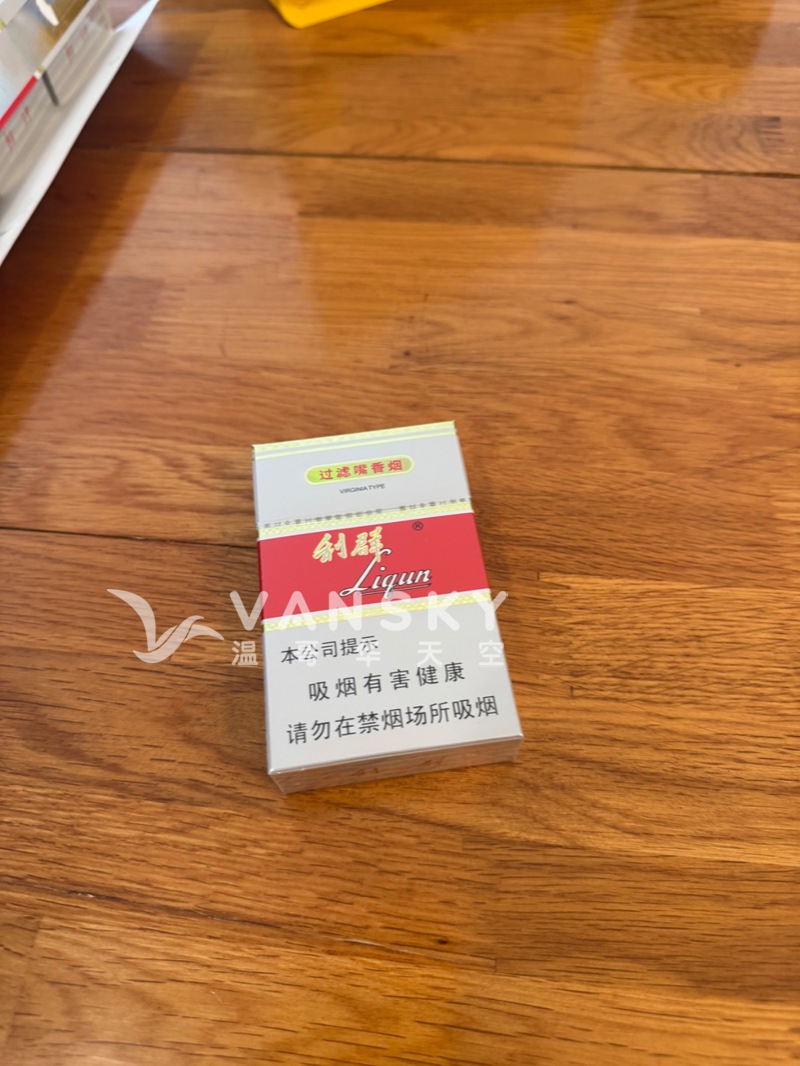 过滤嘴香烟
VIRGINIA TYPE
利群
®
Liqun
VANSKY
温哥华天空
本公司提示
吸烟有害健康
请勿在禁烟场所吸烟